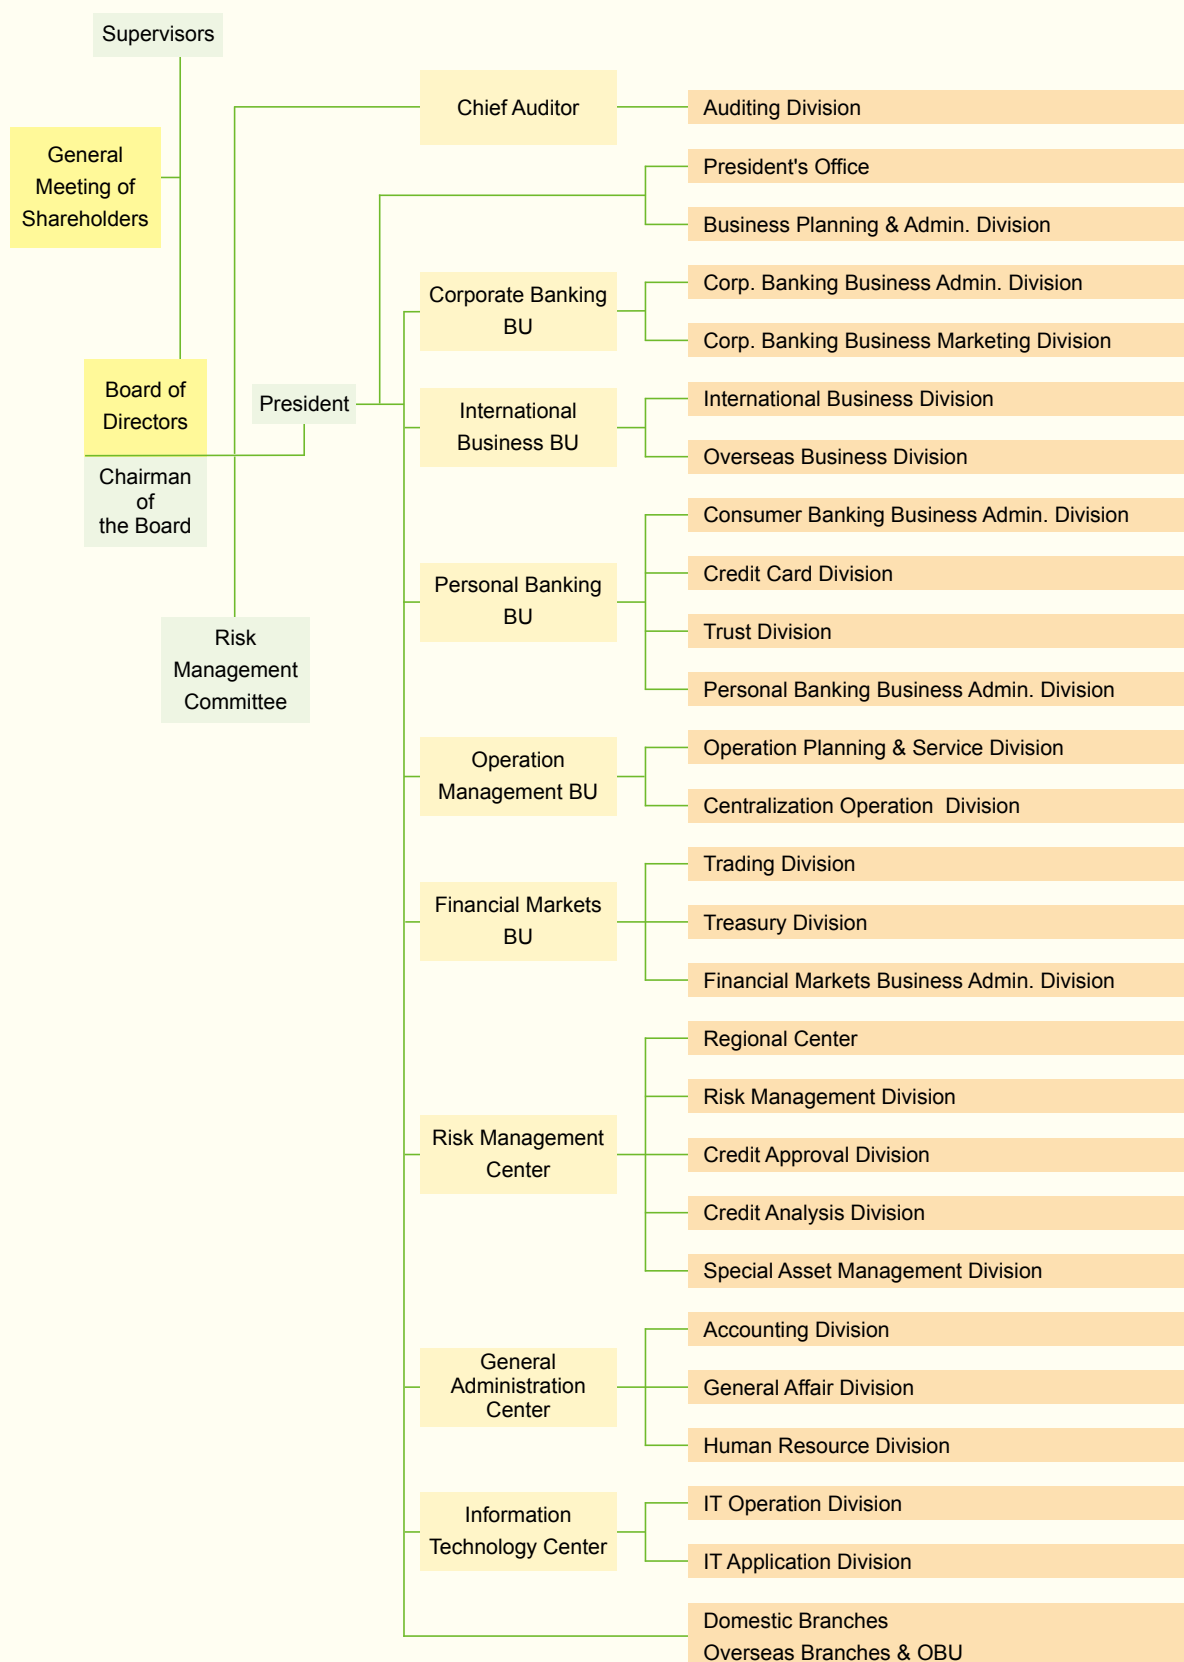 Supervisors
General
Meeting of
Shareholders
Board of
Directors
Chairman
of
the Board
Risk
Management
Committee
President
Chief Auditor
Auditing Division
President's Office
Business Planning & Admin. Division
Corporate Banking
BU
Corp. Banking Business Admin. Division
Corp. Banking Business Marketing Division
International
Business BU
International Business Division
Overseas Business Division
Personal Banking
BU
Consumer Banking Business Admin. Division
Credit Card Division
Trust Division
Personal Banking Business Admin. Division
Operation
Management BU
Operation Planning & Service Division
Centralization Operation  Division
Financial Markets
BU
Trading Division
Treasury Division
Financial Markets Business Admin. Division
Risk Management
Center
Regional Center
Risk Management Division
Credit Approval Division
Credit Analysis Division
Special Asset Management Division
General
Administration
Center
Accounting Division
General Affair Division
Human Resource Division
Information
Technology Center
IT Operation Division
IT Application Division
Domestic Branches
Overseas Branches & OBU